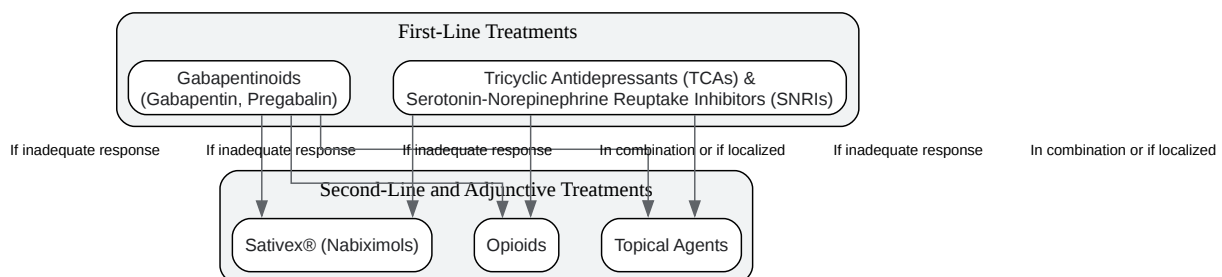 First-Line Treatments
Gabapentinoids
(Gabapentin, Pregabalin)
Tricyclic Antidepressants (TCAs) &
Serotonin-Norepinephrine Reuptake Inhibitors (SNRIs)
If inadequate response
If inadequate response
If inadequate response
In combination or if localized
If inadequate response
In combination or if localized
Second-Line and Adjunctive Treatments
Sativex® (Nabiximols)
Opioids
Topical Agents